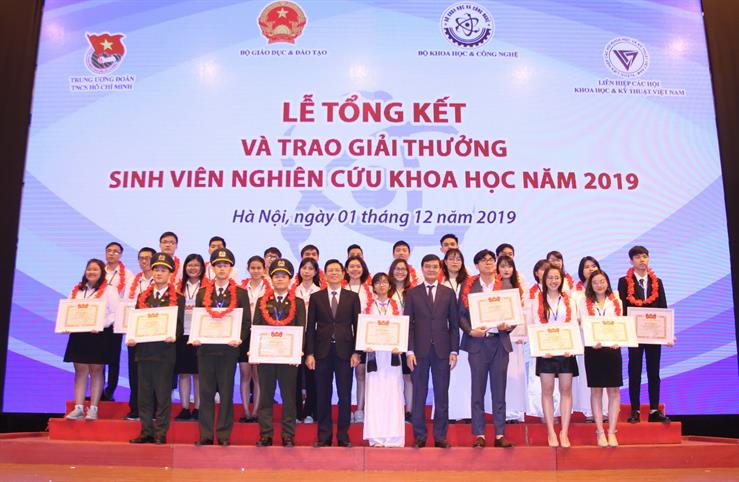 TRUNG ƯƠNG ĐOÀN
TNCS HỒ CHÍ MINH
BỘ GIÁO DỤC & ĐÀO TẠO
BỘ KHOA HỌC & CÔNG NGHỆ
LIÊN HIỆP CÁC HỘI
KHOA HỌC & KỸ THUẬT VIỆT NAM
LỄ TỔNG KẾT
VÀ TRAO GIẢI THƯỞNG
SINH VIÊN NGHIÊN CỨU KHOA HỌC NĂM 2019
Hà Nội, ngày 01 tháng 12 năm 2019